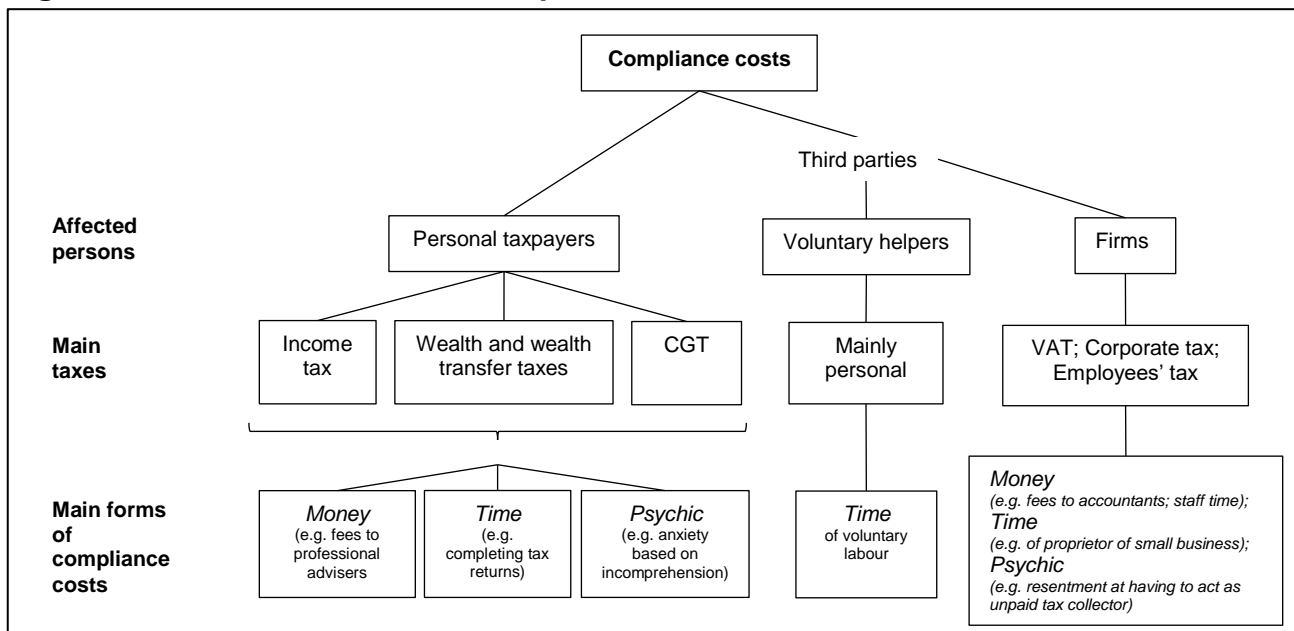 Compliance costs
Third parties
Affected
persons
Personal taxpayers
Voluntary helpers
Firms
Main
taxes
Income
tax
Wealth and wealth
transfer taxes
CGT
Mainly
personal
VAT; Corporate tax;
Employees' tax
Main forms
of
compliance
costs
Money
(e.g. fees to
professional
advisers
Time
(e.g.
completing tax
returns)
Psychic
(e.g. anxiety
based on
incomprehension)
Time
of voluntary
labour
Money
(e.g. fees to accountants; staff time);
Time
(e.g. of proprietor of small business);
Psychic
(e.g. resentment at having to act as
unpaid tax collector)